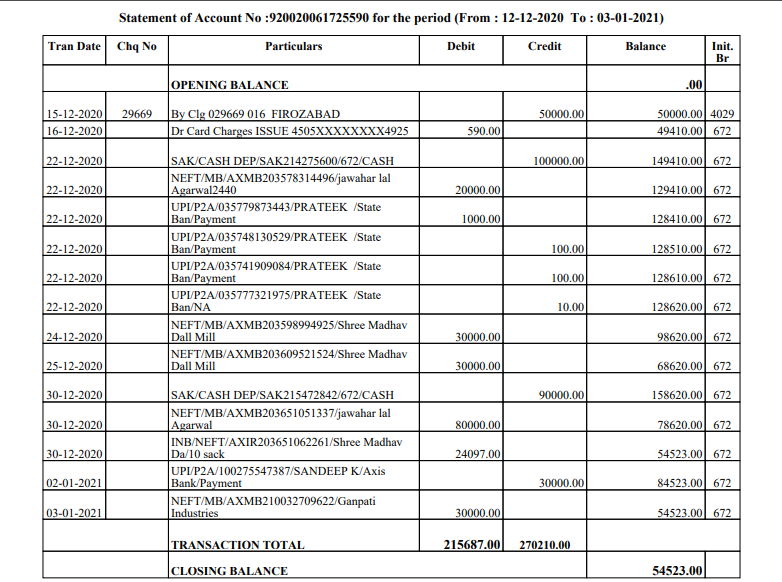 Statement of Account No :920020061725590 for the period (From : 12-12-2020 To : 03-01-2021)
Tran Date Chq No Particulars Debit Credit Balance Init.
Br
OPENING BALANCE .00
15-12-2020 29669 By Clg 029669 016 FIROZABAD 50000.00 50000.00 4029
16-12-2020 Dr Card Charges ISSUE 4505XXXXXXXX4925 590.00 49410.00 672
22-12-2020 SAK/CASH DEP/SAK214275600/672/CASH 100000.00 149410.00 672
NEFT/MB/AXMB203578314496/jawahar lal
22-12-2020 Agarwal2440 20000.00 129410.00 672
UPI/P2A/035779873443/PRATEEK /State
22-12-2020 Ban/Payment 1000.00 128410.00 672
UPI/P2A/035748130529/PRATEEK /State
22-12-2020 Ban/Payment 100.00 128510.00 672
UPI/P2A/035741909084/PRATEEK /State
22-12-2020 Ban/Payment 100.00 128610.00 672
UPI/P2A/035777321975/PRATEEK /State
22-12-2020 Ban/NA 10.00 128620.00 672
NEFT/MB/AXMB203598994925/Shree Madhav
24-12-2020 Dall Mill 30000.00 98620.00 672
NEFT/MB/AXMB203609521524/Shree Madhav
25-12-2020 Dall Mill 30000.00 68620.00 672
30-12-2020 SAK/CASH DEP/SAK215472842/672/CASH 90000.00 158620.00 672
NEFT/MB/AXMB203651051337/jawahar lal
30-12-2020 Agarwal 80000.00 78620.00 672
INB/NEFT/AXIR203651062261/Shree Madhav
30-12-2020 Da/10 sack 24097.00 54523.00 672
UPI/P2A/100275547387/SANDEEP K/Axis
02-01-2021 Bank/Payment 30000.00 84523.00 672
NEFT/MB/AXMB210032709622/Ganpati
03-01-2021 Industries 30000.00 54523.00 672
TRANSACTION TOTAL 215687.00 270210.00
CLOSING BALANCE 54523.00